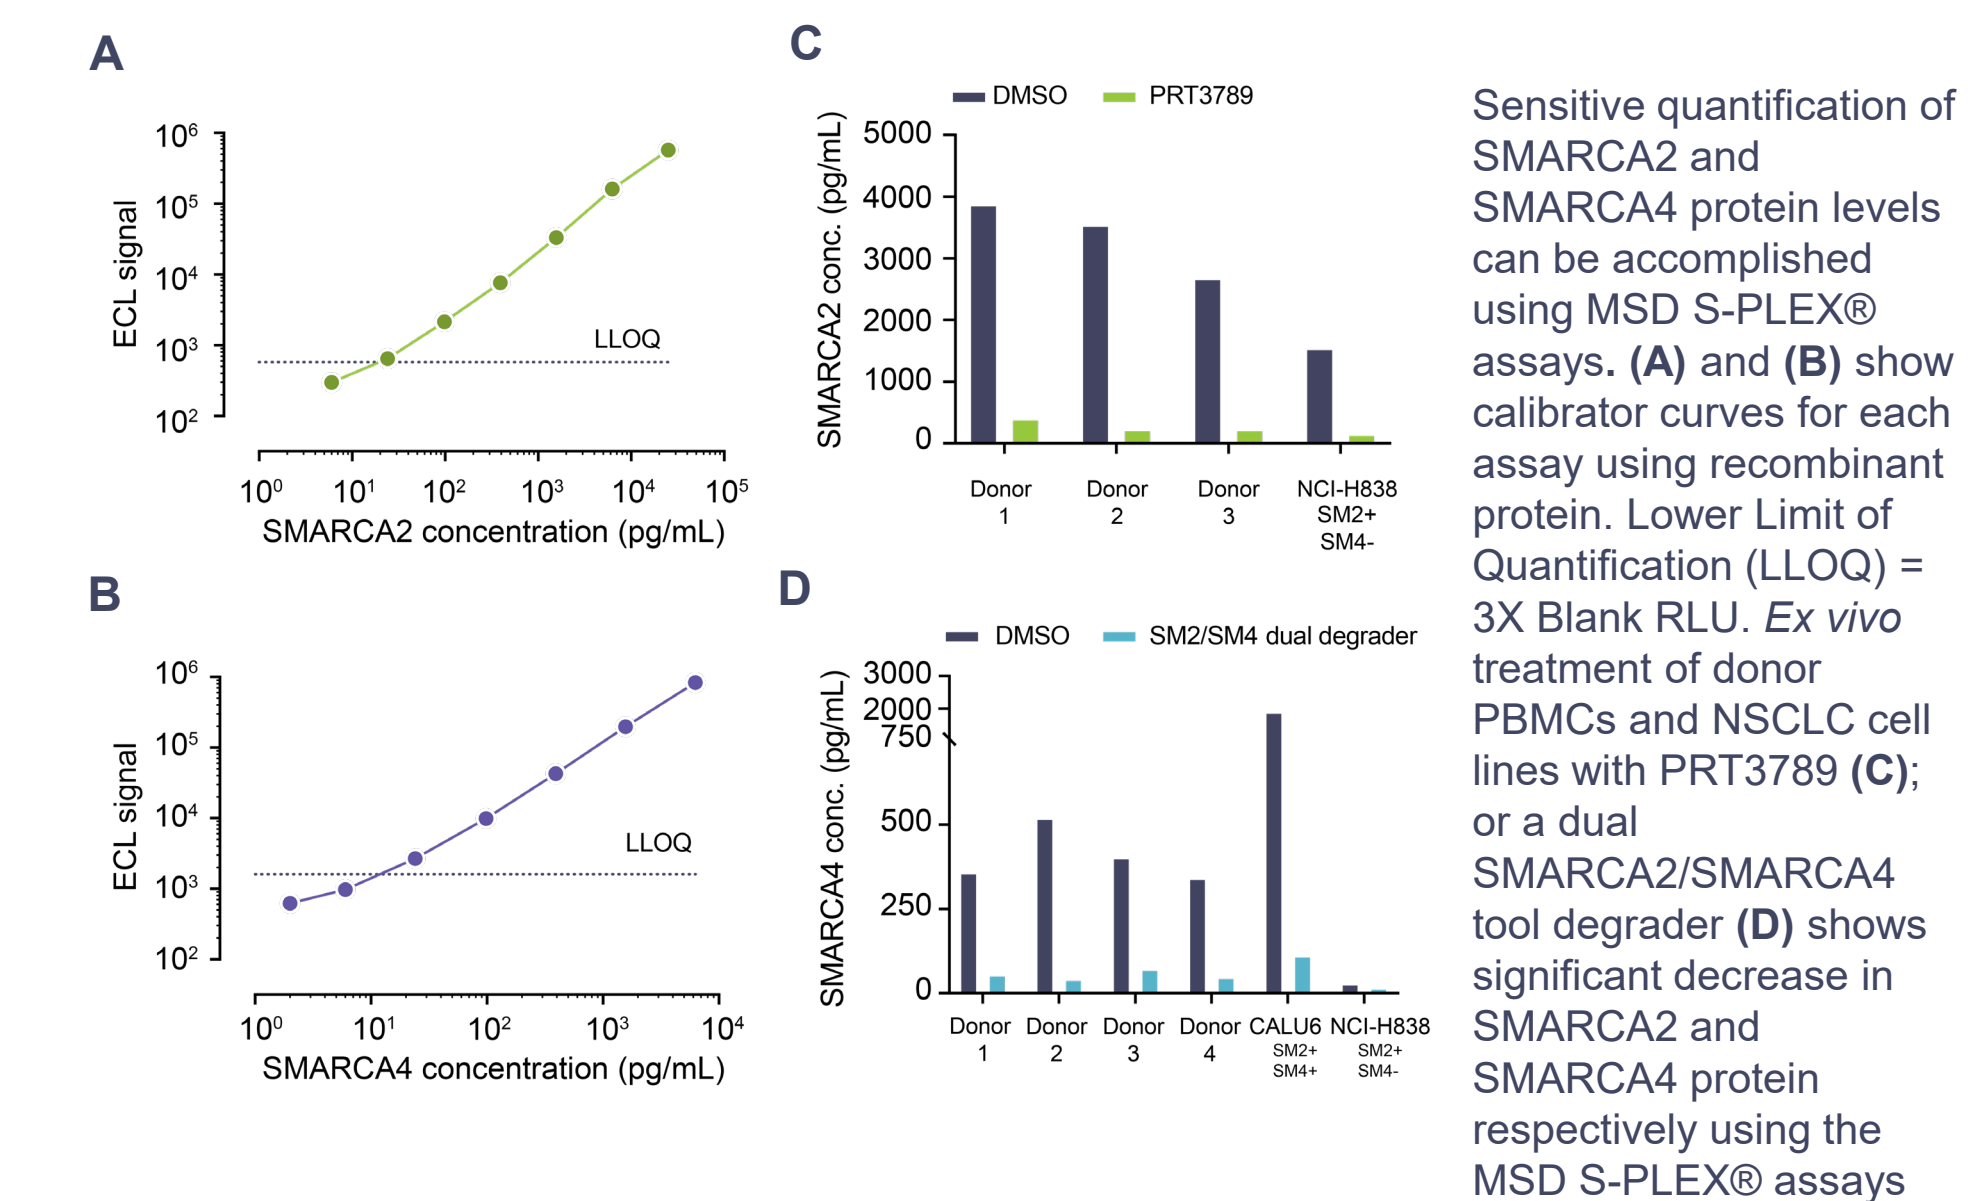 A
10⁶
10⁵
10⁴
10³
10²
ECL signal
LLOQ
10⁰ 10¹ 10² 10³ 10⁴ 10⁵
SMARCA2 concentration (pg/mL)
B
10⁶
10⁵
10⁴
10³
10²
ECL signal
LLOQ
10⁰ 10¹ 10² 10³ 10⁴
SMARCA4 concentration (pg/mL)
C
DMSO PRT3789
SMARCA2 conc. (pg/mL)
5000
4000
3000
2000
1000
0
Donor Donor Donor NCI-H838
1 2 3 SM2+
SM4-
D
DMSO SM2/SM4 dual degrader
SMARCA4 conc. (pg/mL)
3000
2000
750
500
250
0
Donor Donor Donor Donor CALU6 NCI-H838
1 2 3 4 SM2+ SM2+
SM4+ SM4-
Sensitive quantification of
SMARCA2 and
SMARCA4 protein levels
can be accomplished
using MSD S-PLEX®
assays. (A) and (B) show
calibrator curves for each
assay using recombinant
protein. Lower Limit of
Quantification (LLOQ) =
3X Blank RLU. Ex vivo
treatment of donor
PBMCs and NSCLC cell
lines with PRT3789 (C);
or a dual
SMARCA2/SMARCA4
tool degrader (D) shows
significant decrease in
SMARCA2 and
SMARCA4 protein
respectively using the
MSD S-PLEX® assays